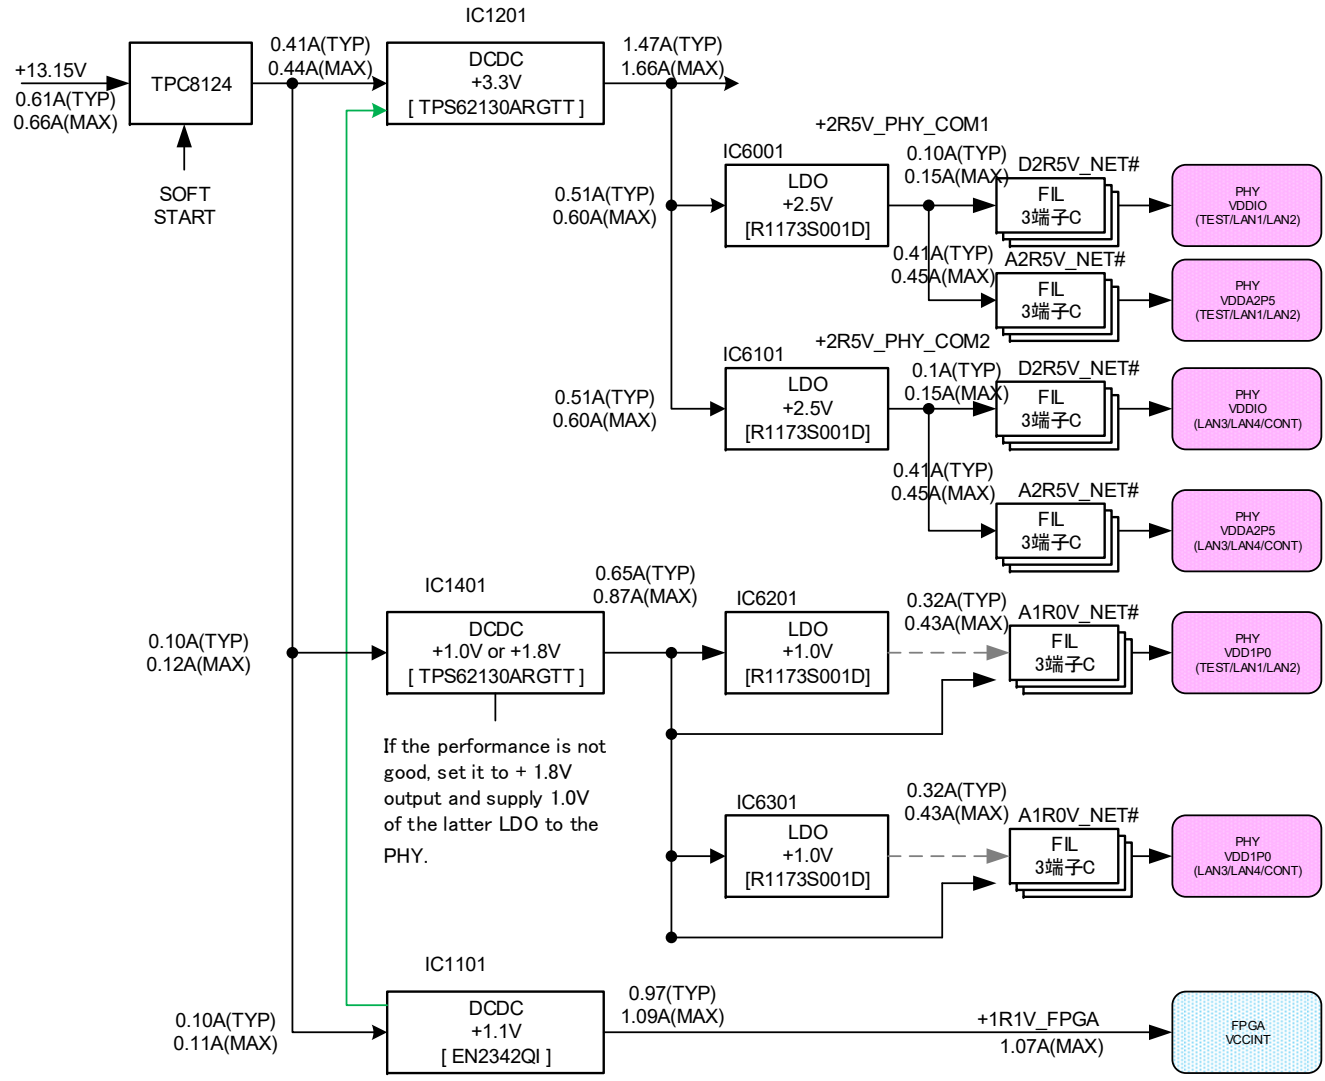 IC1201
+13.15V
0.61A(TYP)
0.66A(MAX)
TPC8124
SOFT
START
0.41A(TYP)
0.44A(MAX)
DCDC
+3.3V
[ TPS62130ARGTT ]
1.47A(TYP)
1.66A(MAX)
+2R5V_PHY_COM1
IC6001
0.51A(TYP)
0.60A(MAX)
LDO
+2.5V
[R1173S001D]
0.10A(TYP)
0.15A(MAX)
D2R5V_NET#
FIL
3端子C
PHY
VDDIO
(TEST/LAN1/LAN2)
0.41A(TYP)
0.45A(MAX)
A2R5V_NET#
FIL
3端子C
PHY
VDDA2P5
(TEST/LAN1/LAN2)
+2R5V_PHY_COM2
IC6101
0.51A(TYP)
0.60A(MAX)
LDO
+2.5V
[R1173S001D]
0.1A(TYP)
0.15A(MAX)
D2R5V_NET#
FIL
3端子C
PHY
VDDIO
(LAN3/LAN4/CONT)
0.41A(TYP)
0.45A(MAX)
A2R5V_NET#
FIL
3端子C
PHY
VDDA2P5
(LAN3/LAN4/CONT)
IC1401
0.10A(TYP)
0.12A(MAX)
DCDC
+1.0V or +1.8V
[ TPS62130ARGTT ]
0.65A(TYP)
0.87A(MAX)
If the performance is not
good, set it to + 1.8V
output and supply 1.0V
of the latter LDO to the
PHY.
IC6201
LDO
+1.0V
[R1173S001D]
0.32A(TYP)
0.43A(MAX)
A1R0V_NET#
FIL
3端子C
PHY
VDD1P0
(TEST/LAN1/LAN2)
IC6301
LDO
+1.0V
[R1173S001D]
0.32A(TYP)
0.43A(MAX)
A1R0V_NET#
FIL
3端子C
PHY
VDD1P0
(LAN3/LAN4/CONT)
IC1101
0.10A(TYP)
0.11A(MAX)
DCDC
+1.1V
[ EN2342QI ]
0.97(TYP)
1.09A(MAX)
+1R1V_FPGA
1.07A(MAX)
FPGA
VCCINT